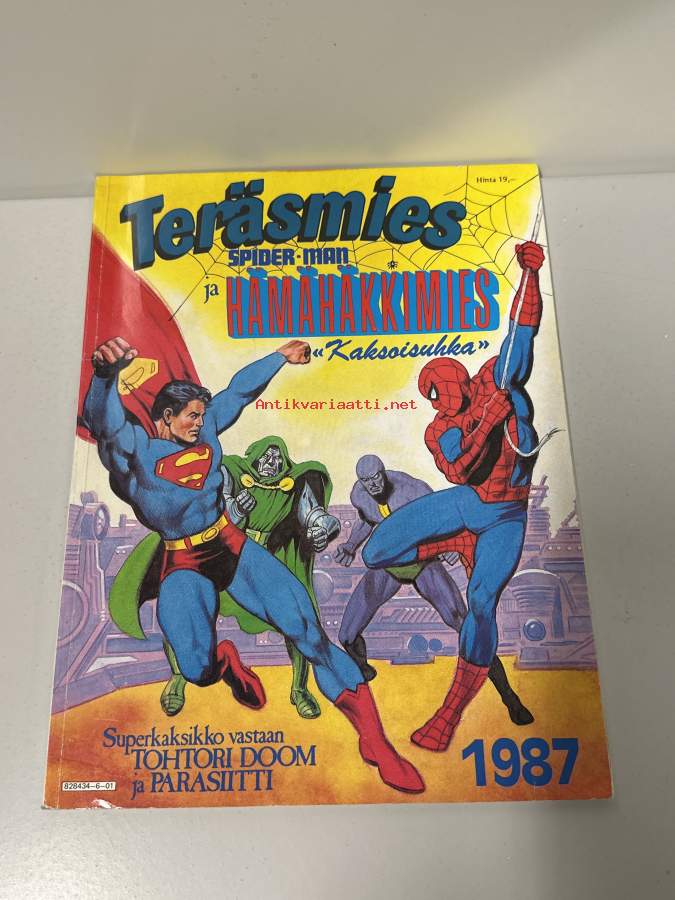 Hinta 19,–
Teräsmies
SPIDER-MAN
ja HÄMÄHÄKKIMIES
«Kaksoisuhka»
Antikvariaatti.net
S
Superkaksikko vastaan
TOHTORI DOOM
ja PARASIITTI
1987
828434–6–01